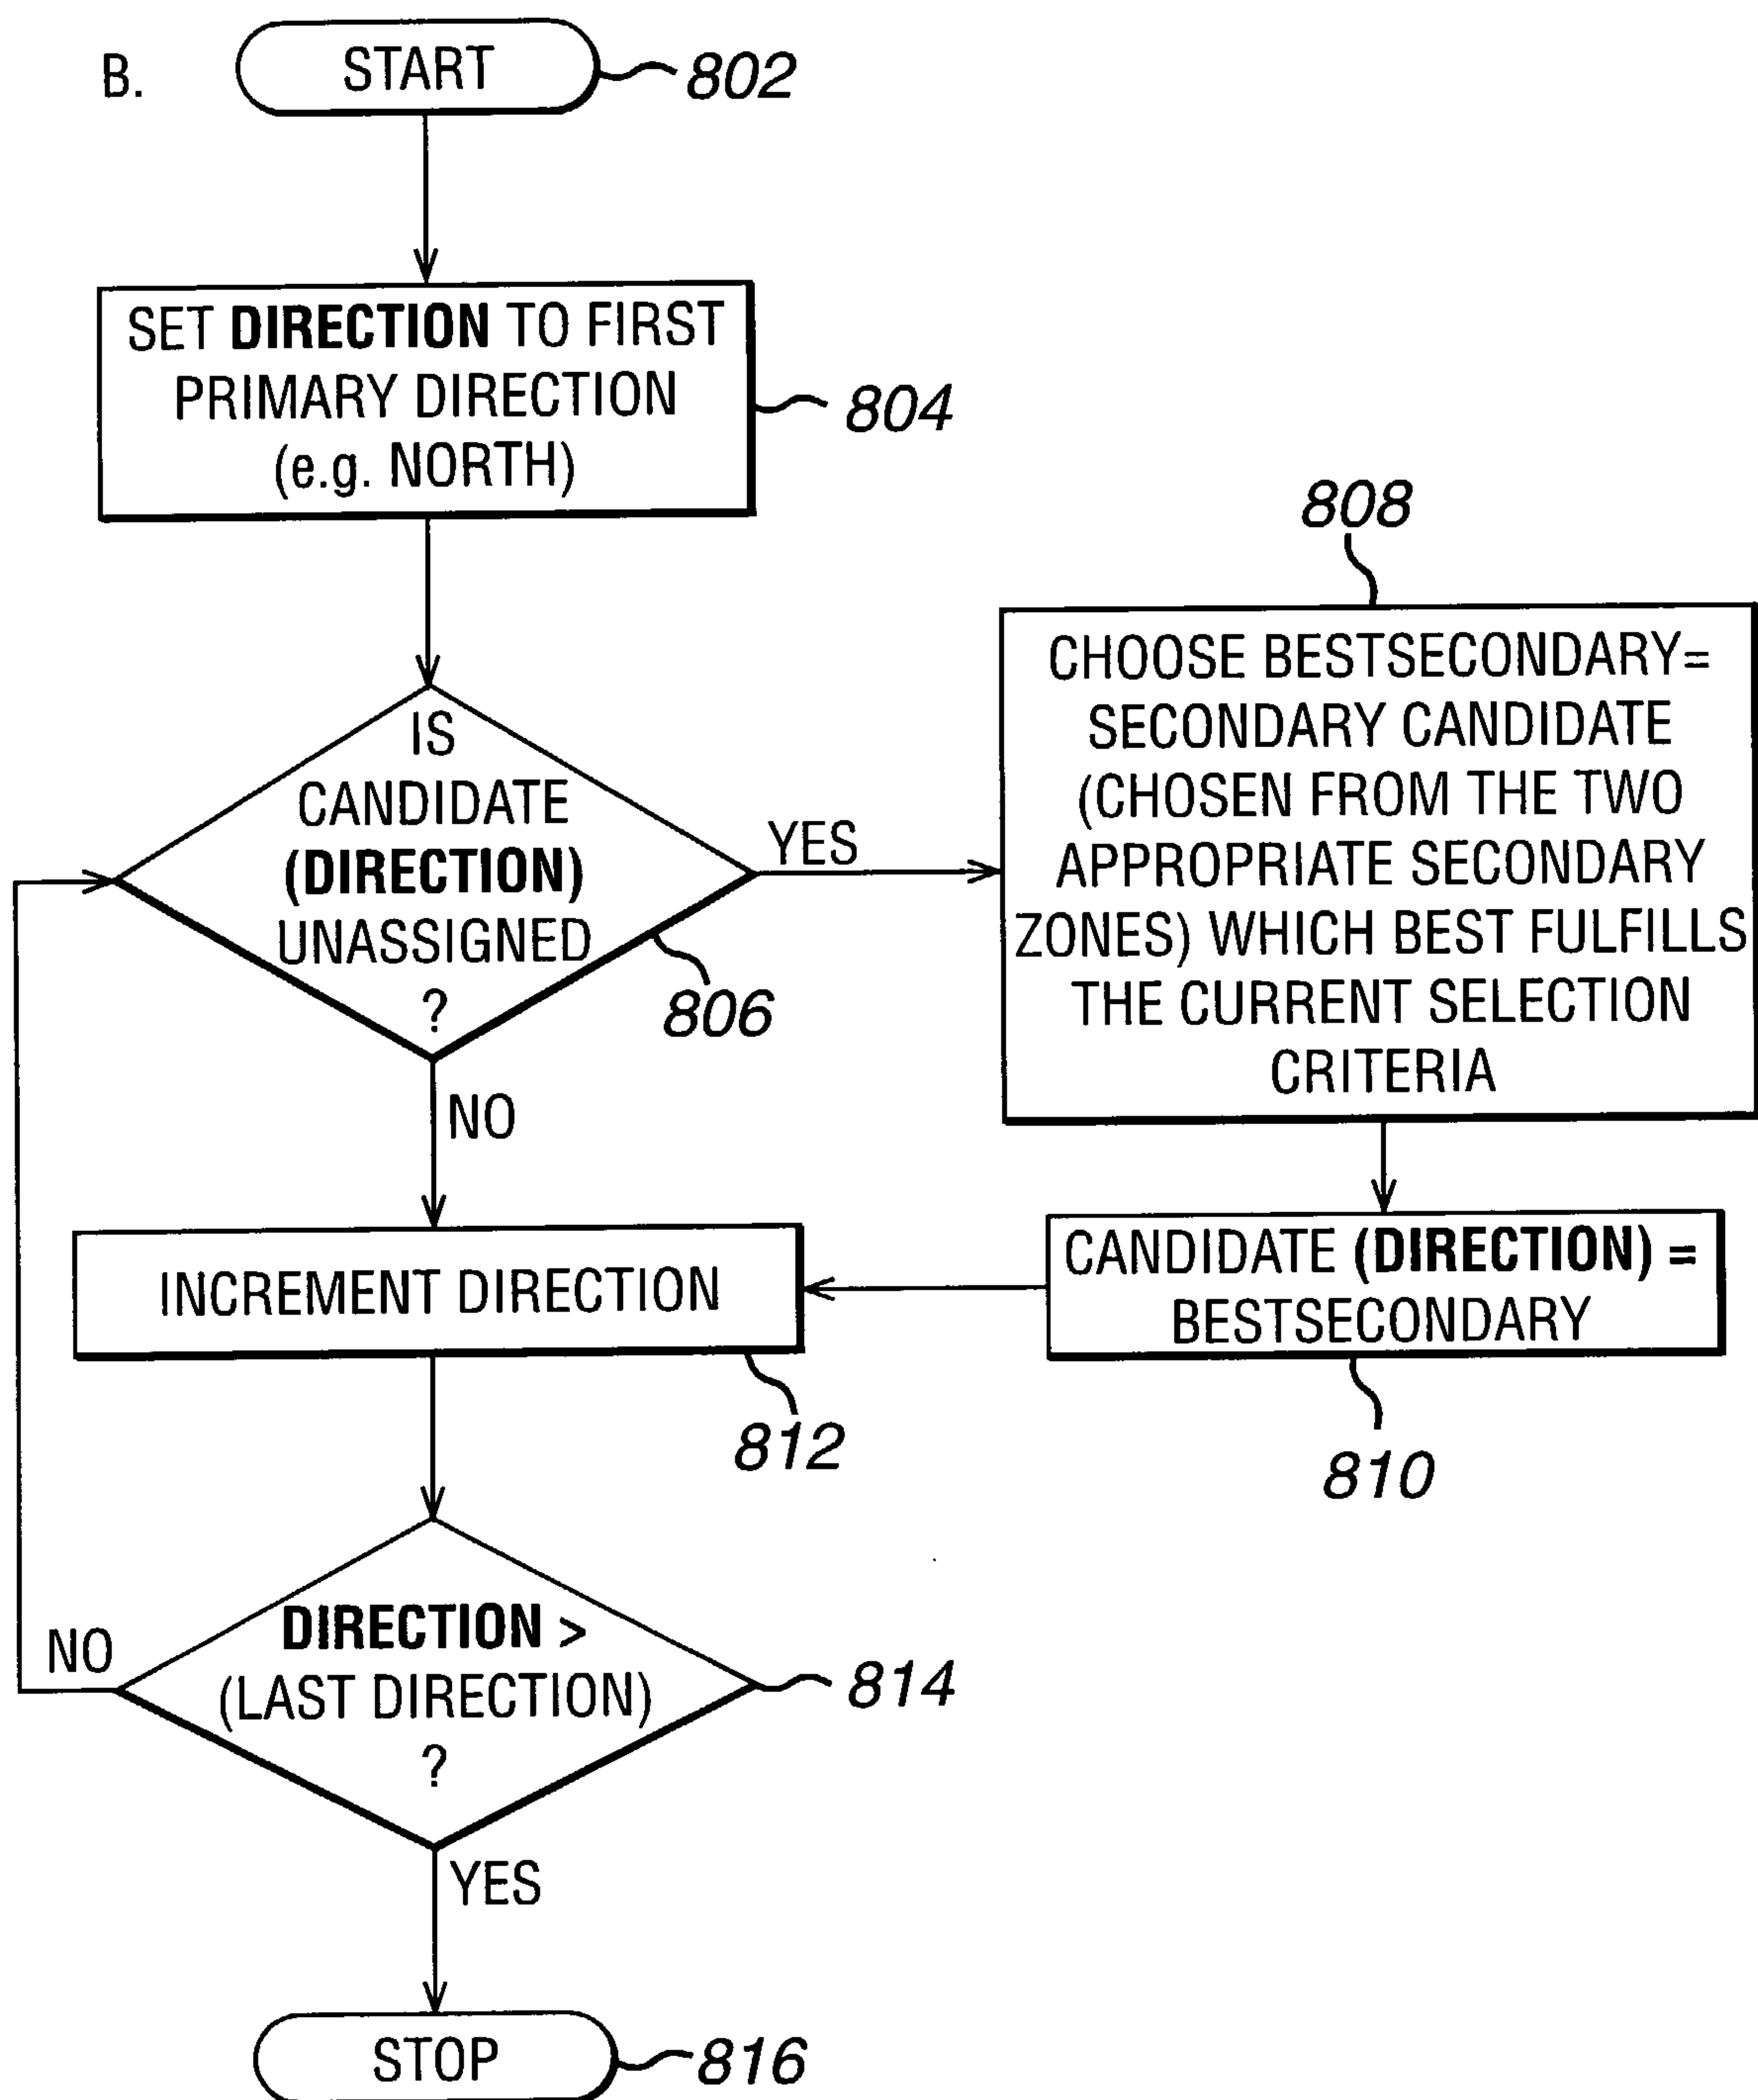 B.
START
802
SET DIRECTION TO FIRST
PRIMARY DIRECTION
(e.g. NORTH)
804
IS
CANDIDATE
(DIRECTION)
UNASSIGNED
?
806
YES
808
CHOOSE BESTSECONDARY=
SECONDARY CANDIDATE
(CHOSEN FROM THE TWO
APPROPRIATE SECONDARY
ZONES) WHICH BEST FULFILLS
THE CURRENT SELECTION
CRITERIA
NO
CANDIDATE (DIRECTION) =
BESTSECONDARY
810
INCREMENT DIRECTION
812
DIRECTION >
(LAST DIRECTION)
?
814
NO
YES
STOP
816